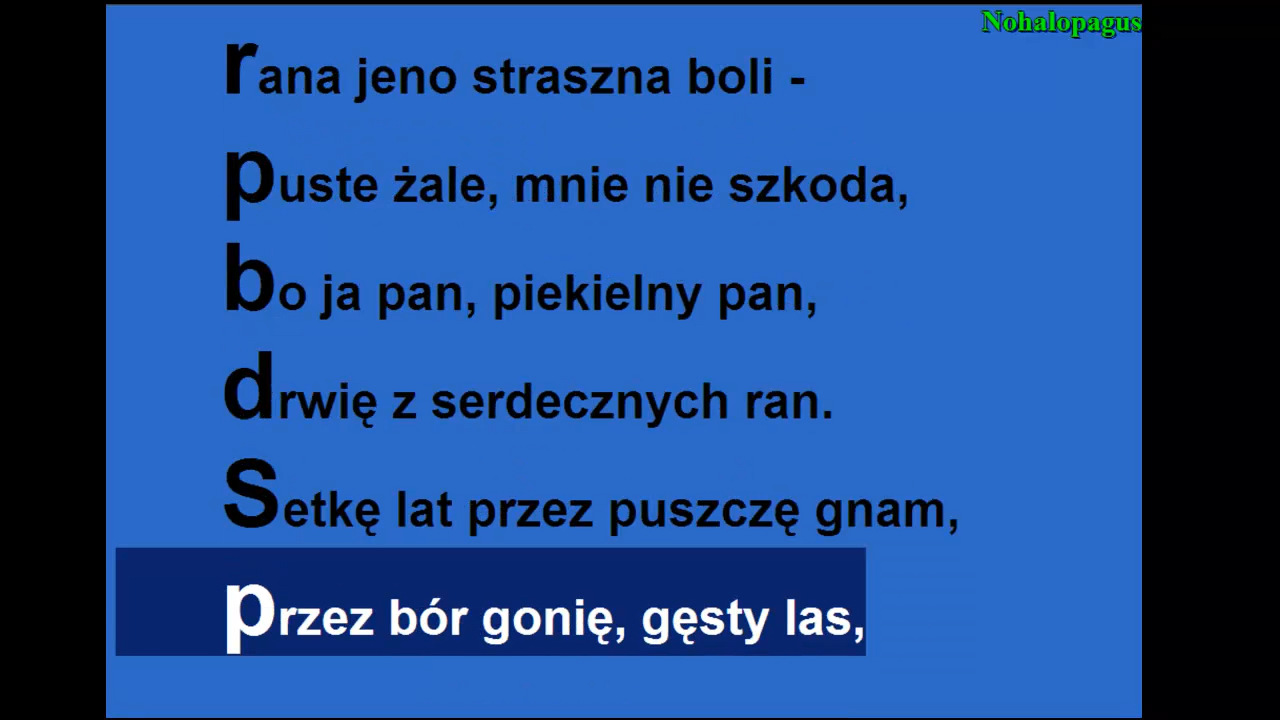 Nohalopagus
rana jeno straszna boli -
puste żale, mnie nie szkoda,
bo ja pan, piekielny pan,
drwię z serdecznych ran.
Setkę lat przez puszczę gnam,
przez bór gonię, gęsty las,